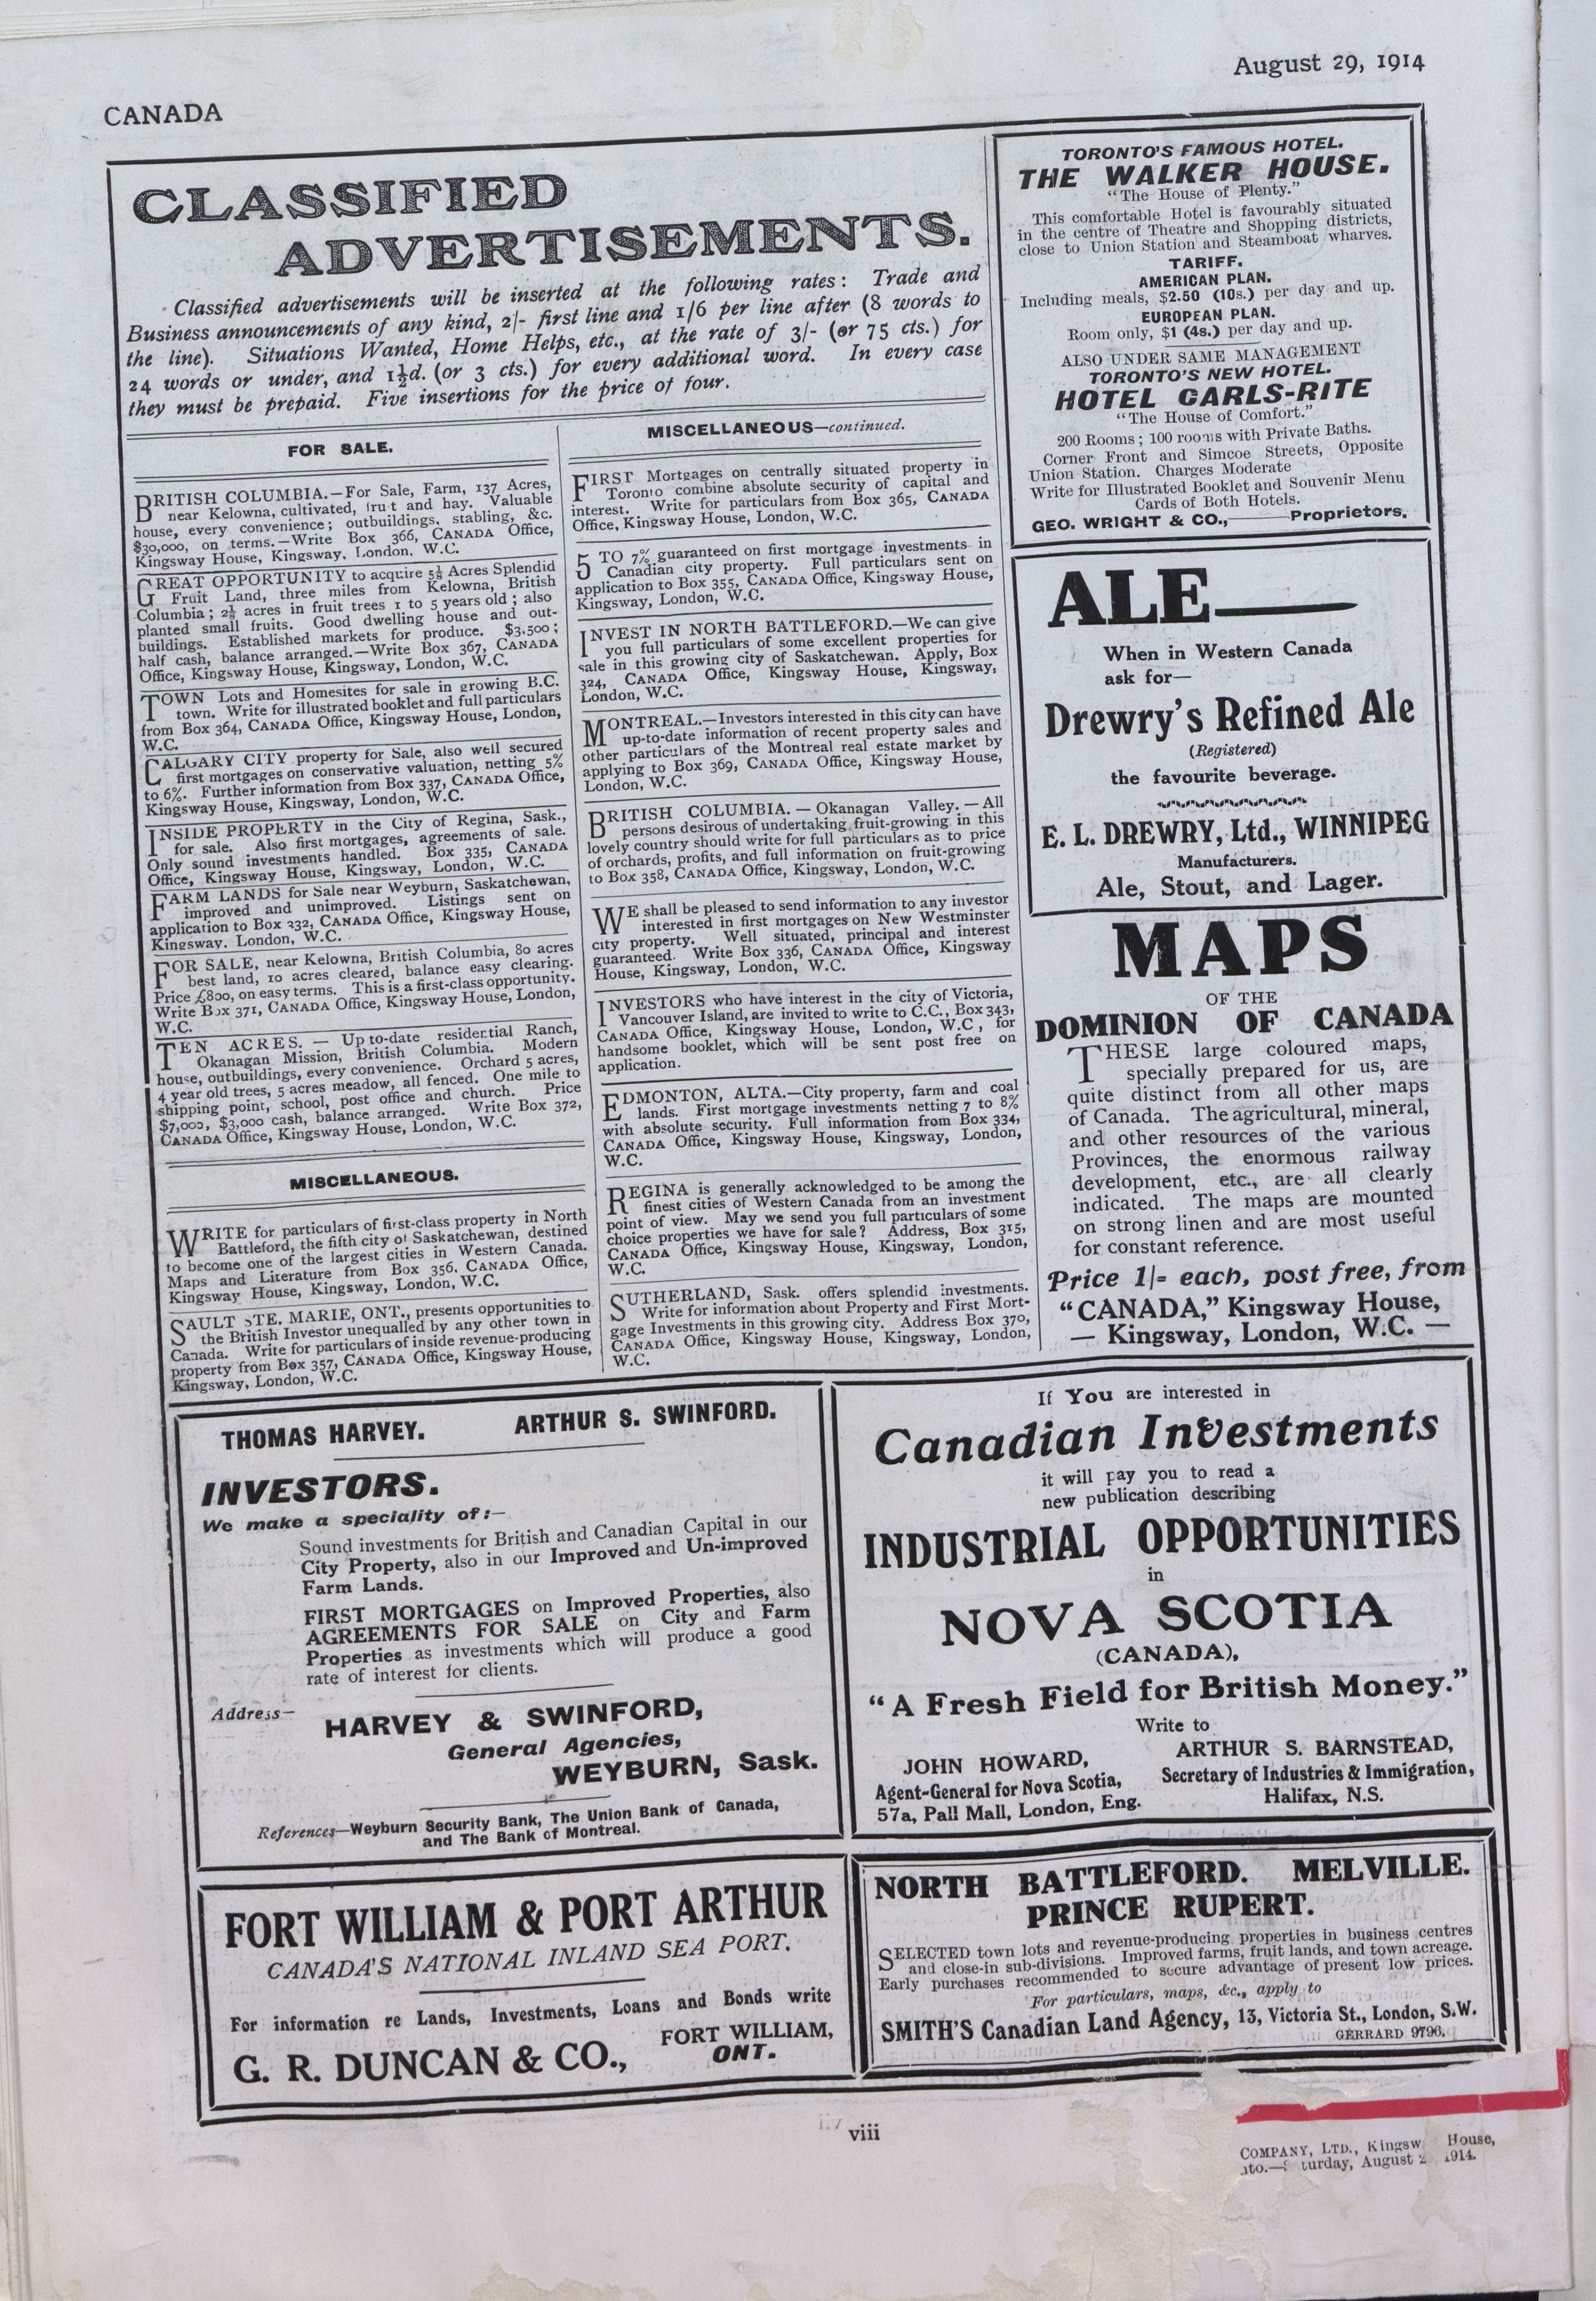 CANADA
August 29, 1914
CLASSIFIED
ADVERTISEMENTS.
Classified advertisements will be inserted at the following rates: Trade and
Business announcements of any kind, 2/- first line and 1/6 per line after (8 words to
the line). Situations Wanted, Home Helps, etc., at the rate of 3/- (or 75 cts.) for
24 words or under, and 1½d. (or 3 cts.) for every additional word. In every case
they must be prepaid. Five insertions for the price of four.
FOR SALE.
BRITISH COLUMBIA.—For Sale, Farm, 137 Acres,
near Kelowna, cultivated, fruit and hay. Valuable
house, every convenience; outbuildings, stabling, &c.
$30,000, on terms.—Write Box 366, CANADA Office,
Kingsway House, Kingsway, London, W.C.
GREAT OPPORTUNITY to acquire 5⅛ Acres Splendid
Fruit Land, three miles from Kelowna, British
Columbia; 2½ acres in fruit trees 1 to 5 years old; also
planted small fruits. Good dwelling house and out-
buildings. Established markets for produce. $3,500;
half cash, balance arranged.—Write Box 367, CANADA
Office, Kingsway House, Kingsway, London, W.C.
TOWN Lots and Homesites for sale in growing B.C.
town. Write for illustrated booklet and full particulars
from Box 364, CANADA Office, Kingsway House, London,
W.C.
CALGARY CITY property for Sale, also well secured
first mortgages on conservative valuation, netting 5%
to 6%. Further information from Box 337, CANADA Office,
Kingsway House, Kingsway, London, W.C.
INSIDE PROPERTY in the City of Regina, Sask.,
for sale. Also first mortgages, agreements of sale.
Only sound investments handled. Box 335, CANADA
Office, Kingsway House, Kingsway, London, W.C.
FARM LANDS for Sale near Weyburn, Saskatchewan,
improved and unimproved. Listings sent on
application to Box 332, CANADA Office, Kingsway House,
Kingsway, London, W.C.
FOR SALE, near Kelowna, British Columbia, 80 acres
best land, 10 acres cleared, balance easy clearing.
Price £800, on easy terms. This is a first-class opportunity.
Write Box 371, CANADA Office, Kingsway House, London,
W.C.
TEN ACRES. — Up to-date residential Ranch,
Okanagan Mission, British Columbia. Modern
house, outbuildings, every convenience. Orchard 5 acres,
4 year old trees, 5 acres meadow, all fenced. One mile to
shipping point, school, post office and church. Price
$7,000, $3,000 cash, balance arranged. Write Box 372,
CANADA Office, Kingsway House, London, W.C.
MISCELLANEOUS.
WRITE for particulars of first-class property in North
Battleford, the fifth city of Saskatchewan, destined
to become one of the largest cities in Western Canada.
Maps and Literature from Box 356, CANADA Office,
Kingsway House, Kingsway, London, W.C.
SAULT STE. MARIE, ONT., presents opportunities to
the British Investor unequalled by any other town in
Canada. Write for particulars of inside revenue-producing
property from Box 357, CANADA Office, Kingsway House,
Kingsway, London, W.C.
MISCELLANEOUS—continued.
FIRST Mortgages on centrally situated property in
Toronto combine absolute security of capital and
interest. Write for particulars from Box 365, CANADA
Office, Kingsway House, London, W.C.
5 TO 7% guaranteed on first mortgage investments in
Canadian city property. Full particulars sent on
application to Box 355, CANADA Office, Kingsway House,
Kingsway, London, W.C.
INVEST IN NORTH BATTLEFORD.—We can give
you full particulars of some excellent properties for
sale in this growing city of Saskatchewan. Apply, Box
324, CANADA Office, Kingsway House, Kingsway,
London, W.C.
MONTREAL.—Investors interested in this city can have
up-to-date information of recent property sales and
other particulars of the Montreal real estate market by
applying to Box 369, CANADA Office, Kingsway House,
London, W.C.
BRITISH COLUMBIA. — Okanagan Valley. — All
persons desirous of undertaking fruit-growing in this
lovely country should write for full particulars as to price
of orchards, profits, and full information on fruit-growing
to Box 358, CANADA Office, Kingsway, London, W.C.
WE shall be pleased to send information to any investor
interested in first mortgages on New Westminster
city property. Well situated, principal and interest
guaranteed. Write Box 336, CANADA Office, Kingsway
House, Kingsway, London, W.C.
INVESTORS who have interest in the city of Victoria,
Vancouver Island, are invited to write to C.C., Box 343,
CANADA Office, Kingsway House, London, W.C, for
handsome booklet, which will be sent post free on
application.
EDMONTON, ALTA.—City property, farm and coal
lands. First mortgage investments netting 7 to 8%
with absolute security. Full information from Box 334,
CANADA Office, Kingsway House, Kingsway, London,
W.C.
REGINA is generally acknowledged to be among the
finest cities of Western Canada from an investment
point of view. May we send you full particulars of some
choice properties we have for sale? Address, Box 315,
CANADA Office, Kingsway House, Kingsway, London,
W.C.
SUTHERLAND, Sask. offers splendid investments.
Write for information about Property and First Mort-
gage Investments in this growing city. Address Box 370,
CANADA Office, Kingsway House, Kingsway, London,
W.C.
TORONTO'S FAMOUS HOTEL.
THE WALKER HOUSE.
"The House of Plenty."
This comfortable Hotel is favourably situated
in the centre of Theatre and Shopping districts,
close to Union Station and Steamboat wharves.
TARIFF.
AMERICAN PLAN.
Including meals, $2.50 (10s.) per day and up.
EUROPEAN PLAN.
Room only, $1 (4s.) per day and up.
ALSO UNDER SAME MANAGEMENT
TORONTO'S NEW HOTEL.
HOTEL CARLS-RITE
"The House of Comfort."
200 Rooms; 100 rooms with Private Baths.
Corner Front and Simcoe Streets, Opposite
Union Station. Charges Moderate
Write for Illustrated Booklet and Souvenir Menu
Cards of Both Hotels.
GEO. WRIGHT & CO.,——Proprietors.
ALE—
When in Western Canada
ask for—
Drewry's Refined Ale
(Registered)
the favourite beverage.
E. L. DREWRY, Ltd., WINNIPEG
Manufacturers.
Ale, Stout, and Lager.
MAPS
OF THE
DOMINION OF CANADA
THESE large coloured maps,
specially prepared for us, are
quite distinct from all other maps
of Canada. The agricultural, mineral,
and other resources of the various
Provinces, the enormous railway
development, etc., are all clearly
indicated. The maps are mounted
on strong linen and are most useful
for constant reference.
Price 1/= each, post free, from
"CANADA," Kingsway House,
— Kingsway, London, W.C. —
THOMAS HARVEY. ARTHUR S. SWINFORD.
INVESTORS.
We make a speciality of:—
Sound investments for British and Canadian Capital in our
City Property, also in our Improved and Un-improved
Farm Lands.
FIRST MORTGAGES on Improved Properties, also
AGREEMENTS FOR SALE on City and Farm
Properties as investments which will produce a good
rate of interest for clients.
Address—
HARVEY & SWINFORD,
General Agencies,
WEYBURN, Sask.
References—Weyburn Security Bank, The Union Bank of Canada,
and The Bank of Montreal.
If You are interested in
Canadian Investments
it will pay you to read a
new publication describing
INDUSTRIAL OPPORTUNITIES
in
NOVA SCOTIA
(CANADA),
"A Fresh Field for British Money."
Write to
JOHN HOWARD,
Agent-General for Nova Scotia,
57a, Pall Mall, London, Eng.
ARTHUR S. BARNSTEAD,
Secretary of Industries & Immigration,
Halifax, N.S.
FORT WILLIAM & PORT ARTHUR
CANADA'S NATIONAL INLAND SEA PORT.
For information re Lands, Investments, Loans and Bonds write
G. R. DUNCAN & CO., FORT WILLIAM,
ONT.
NORTH BATTLEFORD. MELVILLE.
PRINCE RUPERT.
SELECTED town lots and revenue-producing properties in business centres
and close-in sub-divisions. Improved farms, fruit lands, and town acreage.
Early purchases recommended to secure advantage of present low prices.
For particulars, maps, &c., apply to
SMITH'S Canadian Land Agency, 13, Victoria St., London, S.W.
GERRARD 9796.
viii
COMPANY, LTD., Kingsw House,
nto.—S turday, August 2 1914.